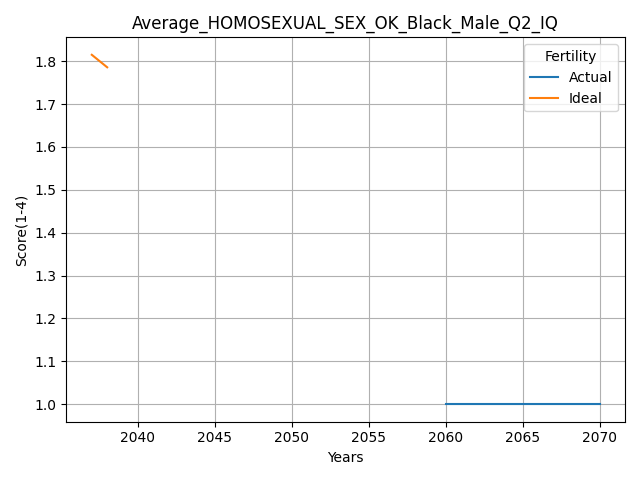 Average_HOMOSEXUAL_SEX_OK_Black_Male_Q2_IQ
Fertility
Actual
Ideal
Score(1-4)
1.8
1.7
1.6
1.5
1.4
1.3
1.2
1.1
1.0
2040 2045 2050 2055 2060 2065 2070
Years